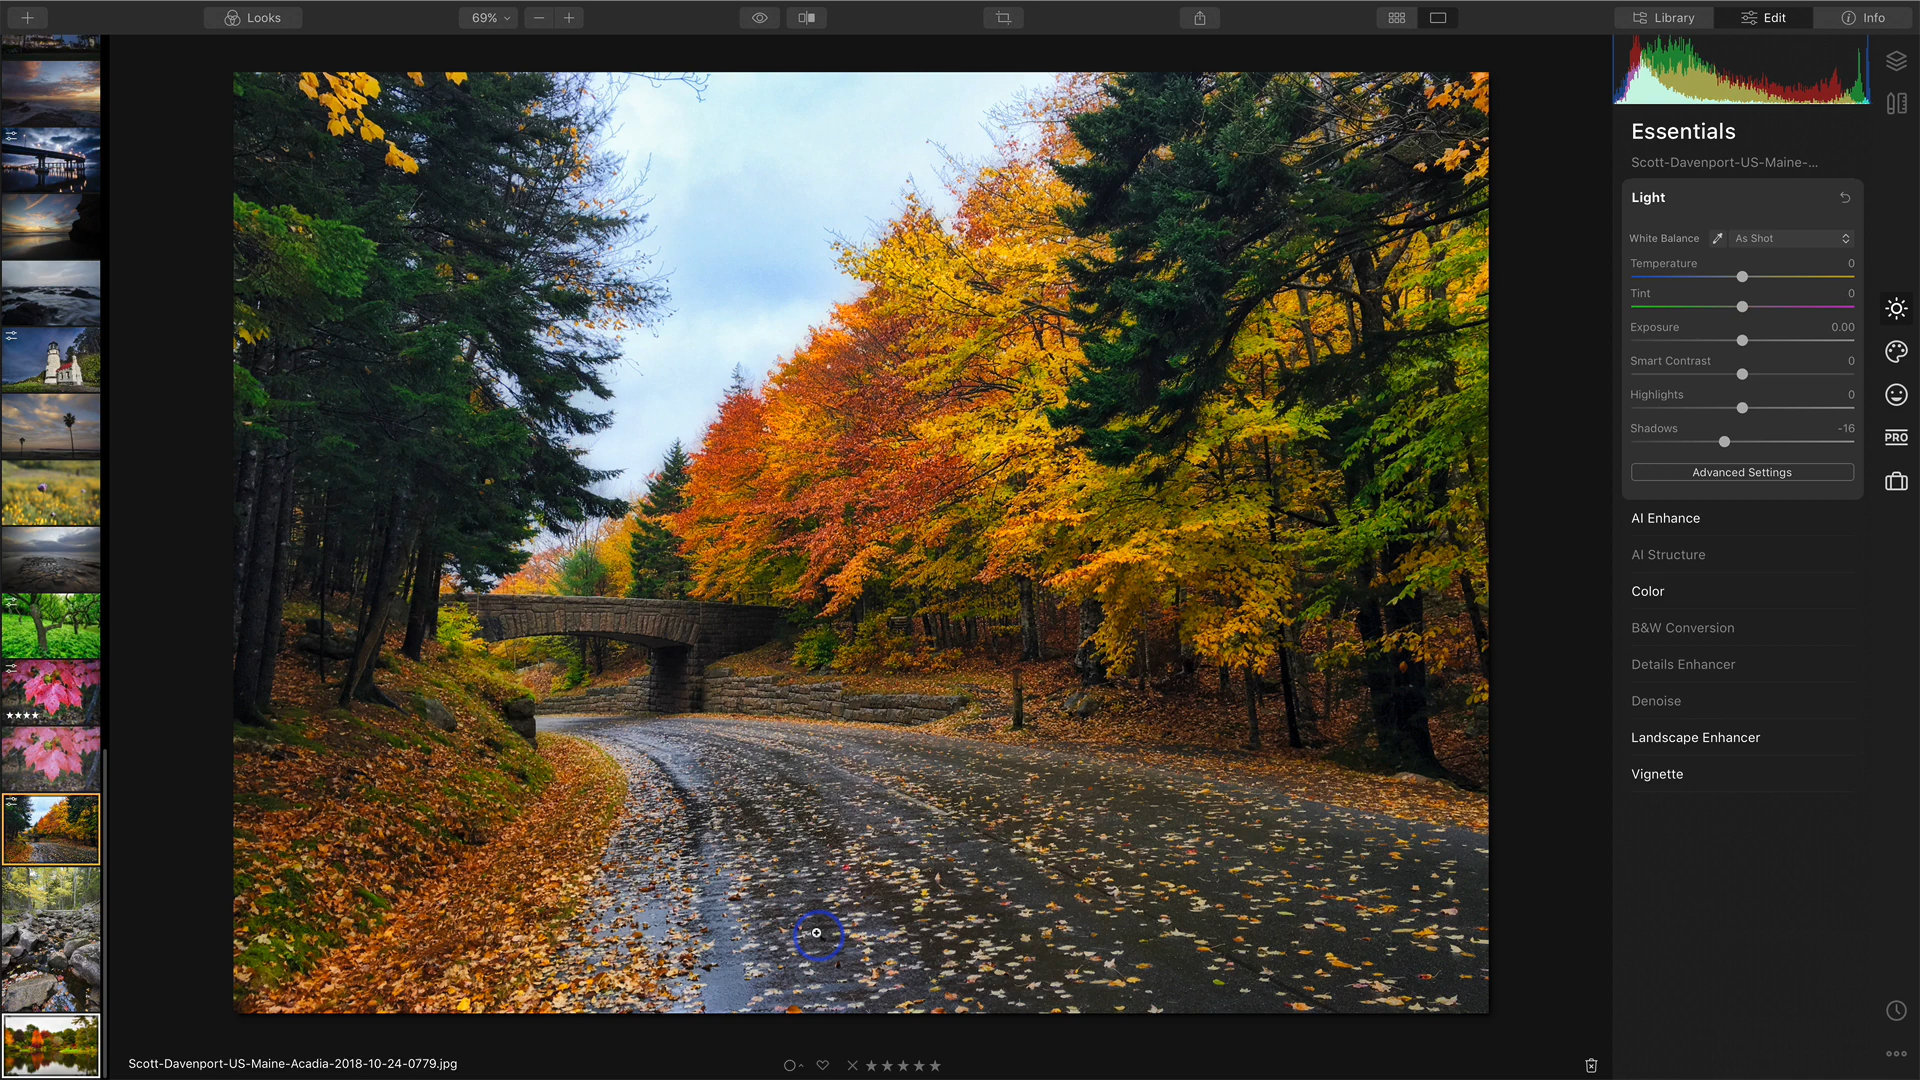 Looks
69%
Library
Edit
Info
Essentials
Scott-Davenport-US-Maine-...
Light
White Balance
As Shot
Temperature 0
Tint 0
Exposure 0.00
Smart Contrast 0
Highlights 0
Shadows -16
Advanced Settings
PRO
AI Enhance
AI Structure
Color
B&W Conversion
Details Enhancer
Denoise
Landscape Enhancer
Vignette
Scott-Davenport-US-Maine-Acadia-2018-10-24-0779.jpg